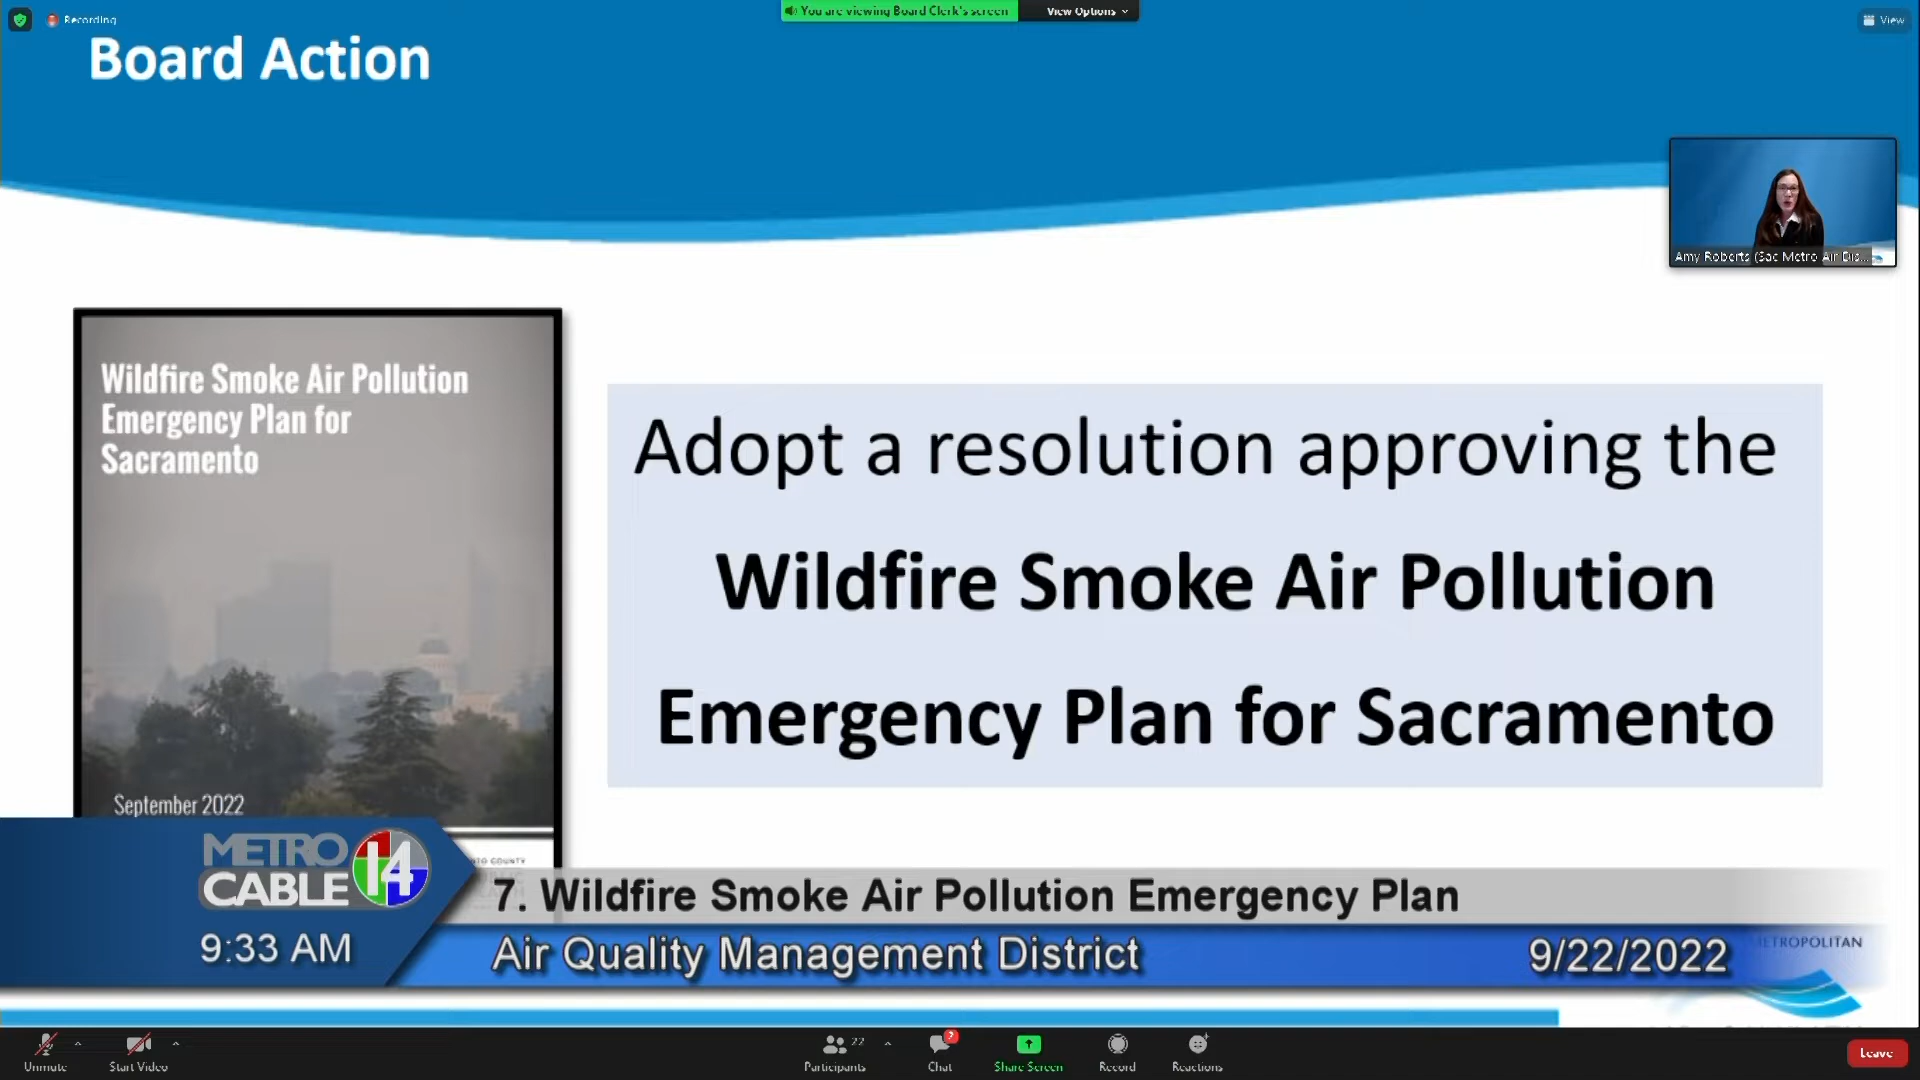 Recording
You are viewing Board Clerk's screen
View Options
View
Board Action
Amy Roberts (Sac Metro Air Dis...
Wildfire Smoke Air Pollution
Emergency Plan for
Sacramento
September 2022
Adopt a resolution approving the
Wildfire Smoke Air Pollution
Emergency Plan for Sacramento
METRO
CABLE 14
9:33 AM
7. Wildfire Smoke Air Pollution Emergency Plan
Air Quality Management District
9/22/2022
METROPOLITAN
Unmute
Start Video
Participants
22
Chat
Share Screen
Record
Reactions
Leave